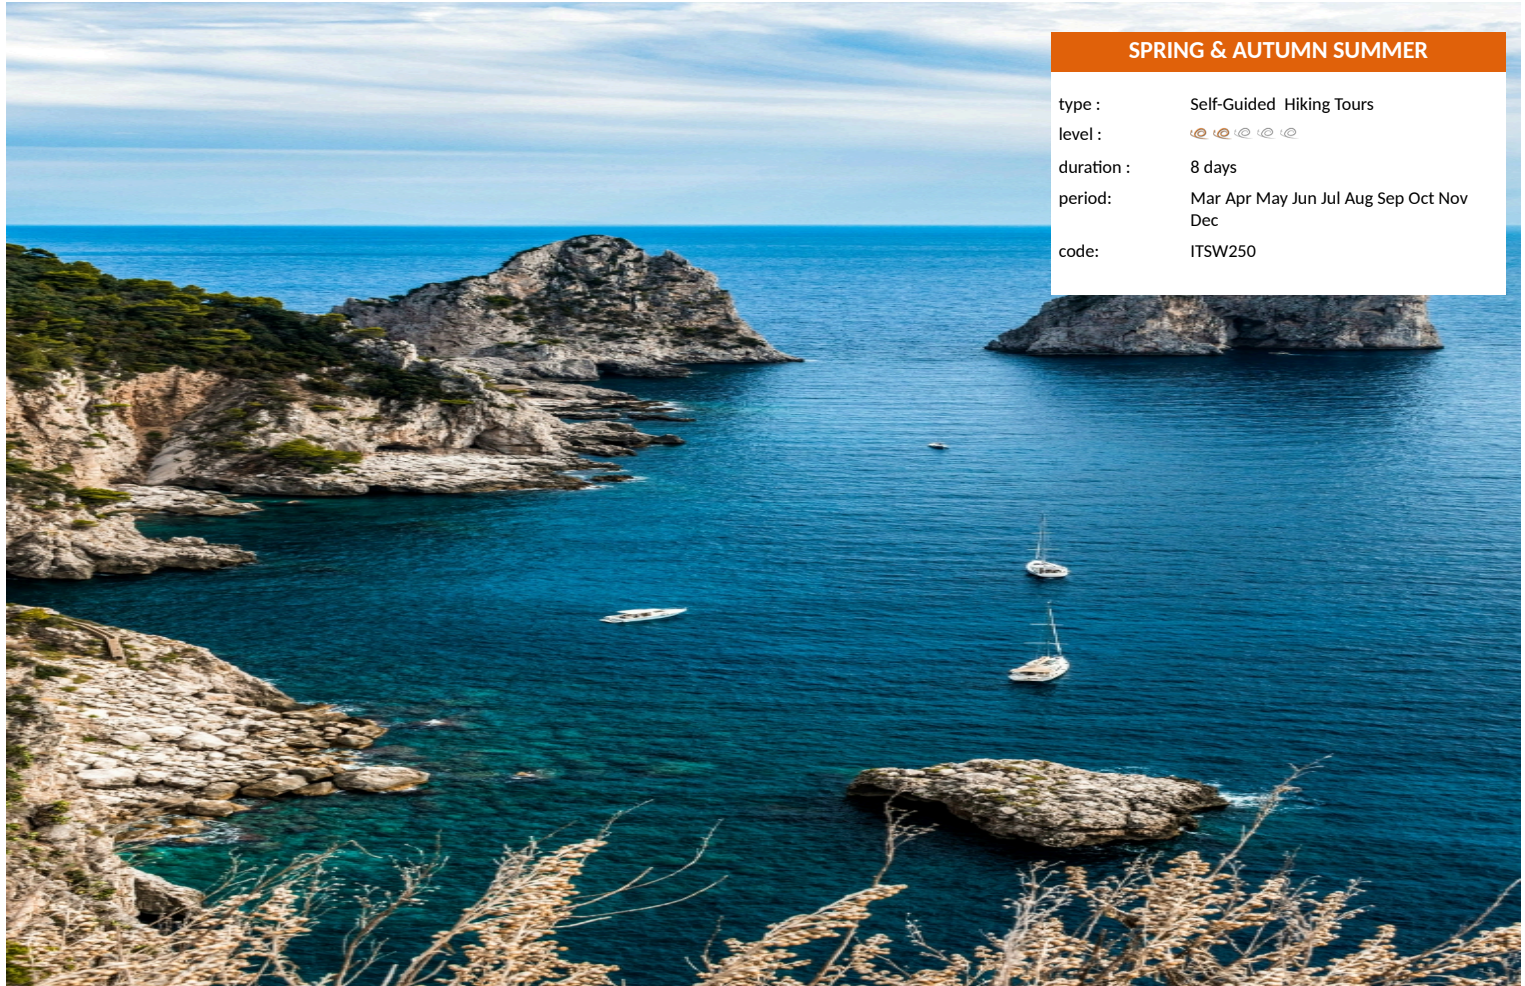 SPRING & AUTUMN SUMMER
type : Self-Guided  Hiking Tours
level :
duration : 8 days
period: Mar Apr May Jun Jul Aug Sep Oct Nov
Dec
code: ITSW250